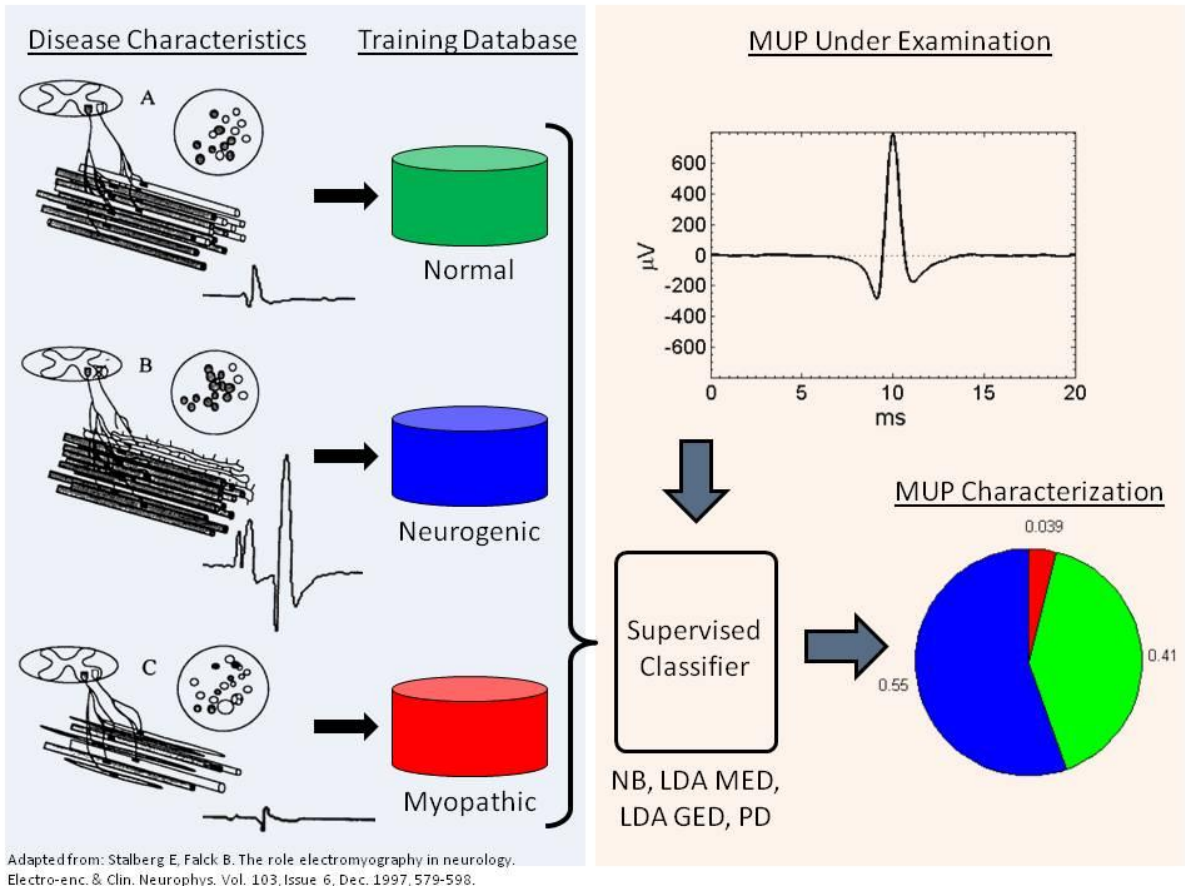 Disease Characteristics
Training Database
A
Normal
B
Neurogenic
C
Myopathic
Adapted from: Stalberg E, Falck B. The role electromyography in neurology.
Electro-enc. & Clin. Neurophys. Vol. 103, Issue 6, Dec. 1997, 579-598.
MUP Under Examination
600
400
200
0
-200
-400
-600
μV
0 5 10 15 20
ms
Supervised
Classifier
NB, LDA MED,
LDA GED, PD
MUP Characterization
0.039
0.41
0.55